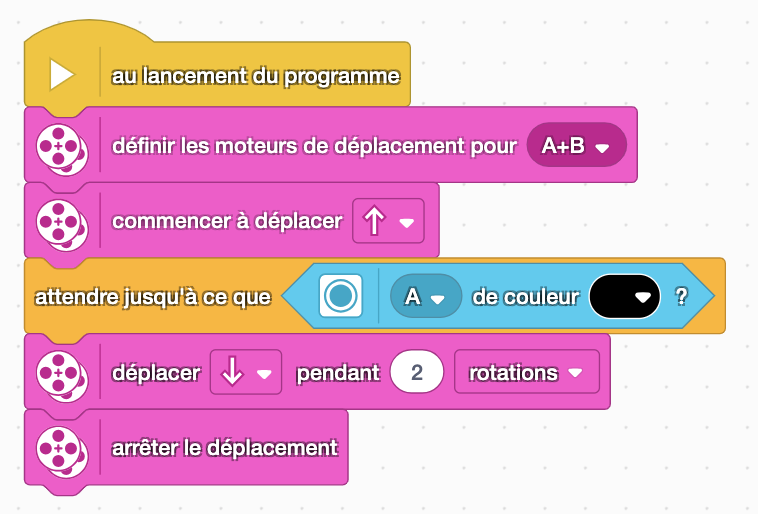 au lancement du programme
définir les moteurs de déplacement pour A+B
commencer à déplacer
attendre jusqu'à ce que A de couleur ?
déplacer pendant 2 rotations
arrêter le déplacement